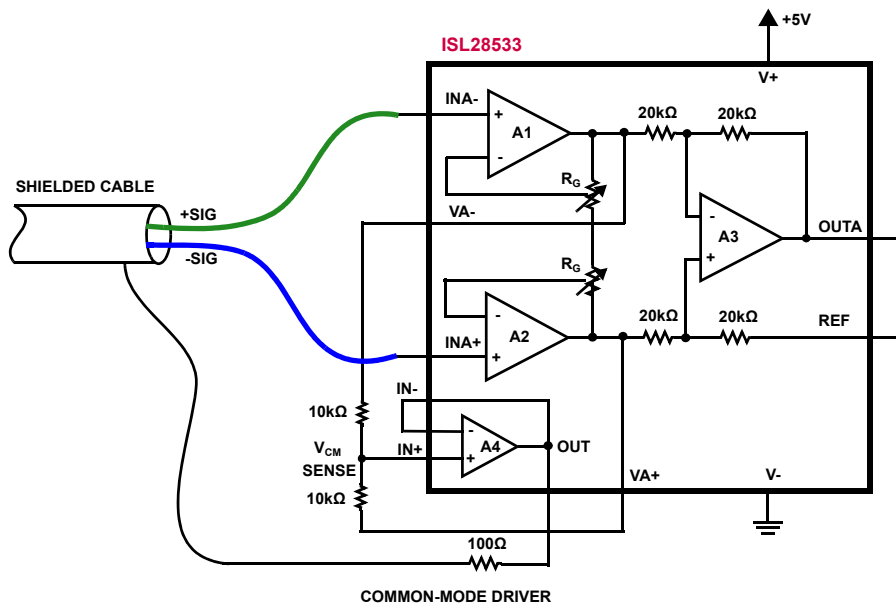 +5V
ISL28533
V+
INA-
+
A1
-
20kΩ
20kΩ
SHIELDED CABLE
+SIG
-SIG
RG
VA-
-
A3
+
OUTA
RG
20kΩ
20kΩ
REF
-
A2
+
INA+
IN-
10kΩ
-
A4
+
OUT
VCM
SENSE
IN+
10kΩ
VA+
V-
100Ω
COMMON-MODE DRIVER